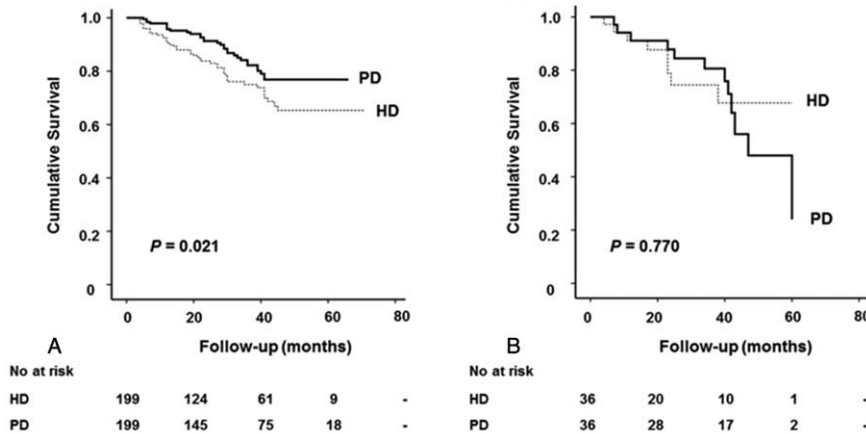 1.0
0.8
0.6
0.4
0.2
0
Cumulative Survival
PD
HD
P = 0.021
0 20 40 60 80
Follow-up (months)
A
No at risk
HD 199 124 61 9 -
PD 199 145 75 18 -
1.0
0.8
0.6
0.4
0.2
0
Cumulative Survival
HD
PD
P = 0.770
0 20 40 60 80
Follow-up (months)
B
No at risk
HD 36 20 10 1 -
PD 36 28 17 2 -